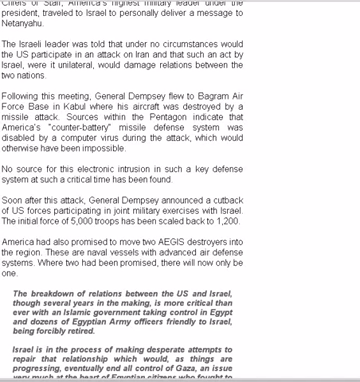 Chiefs of Staff, America's highest military leader under the
president, traveled to Israel to personally deliver a message to
Netanyahu.
The Israeli leader was told that under no circumstances would
the US participate in an attack on Iran and that such an act by
Israel, were it unilateral, would damage relations between the
two nations.
Following this meeting, General Dempsey flew to Bagram Air
Force Base in Kabul where his aircraft was destroyed by a
missile attack. Sources within the Pentagon indicate that
America's "counter-battery" missile defense system was
disabled by a computer virus during the attack, which would
otherwise have been impossible.
No source for this electronic intrusion in such a key defense
system at such a critical time has been found.
Soon after this attack, General Dempsey announced a cutback
of US forces participating in joint military exercises with Israel.
The initial force of 5,000 troops has been scaled back to 1,200.
America had also promised to move two AEGIS destroyers into
the region. These are naval vessels with advanced air defense
systems. Where two had been promised, there will now only be
one.
The breakdown of relations between the US and Israel,
though several years in the making, is more critical than
ever with an Islamic government taking control in Egypt
and dozens of Egyptian Army officers friendly to Israel,
being forcibly retired.
Israel is in the process of making desperate attempts to
repair that relationship which would, as things are
progressing, eventually end all control of Gaza, an issue
very much at the heart of Egyptian citizens who fought to